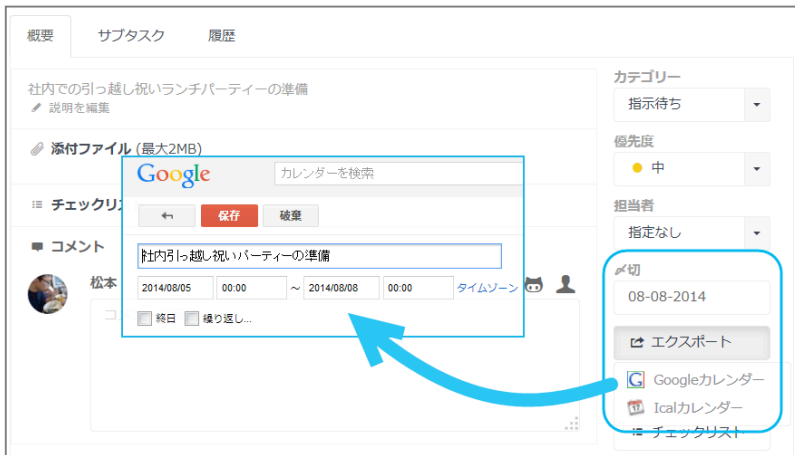 概要 サブタスク 履歴
社内での引っ越し祝いランチパーティーの準備
説明を編集
添付ファイル (最大2MB)
チェックリ
コメント
松本
Google カレンダーを検索
保存 破棄
社内引っ越し祝いパーティーの準備
2014/08/05 00:00 ～ 2014/08/08 00:00 タイムゾーン
終日 繰り返し...
カテゴリー
指示待ち
優先度
中
担当者
指定なし
〆切
08-08-2014
エクスポート
Googleカレンダー
Icalカレンダー
チェックリスト